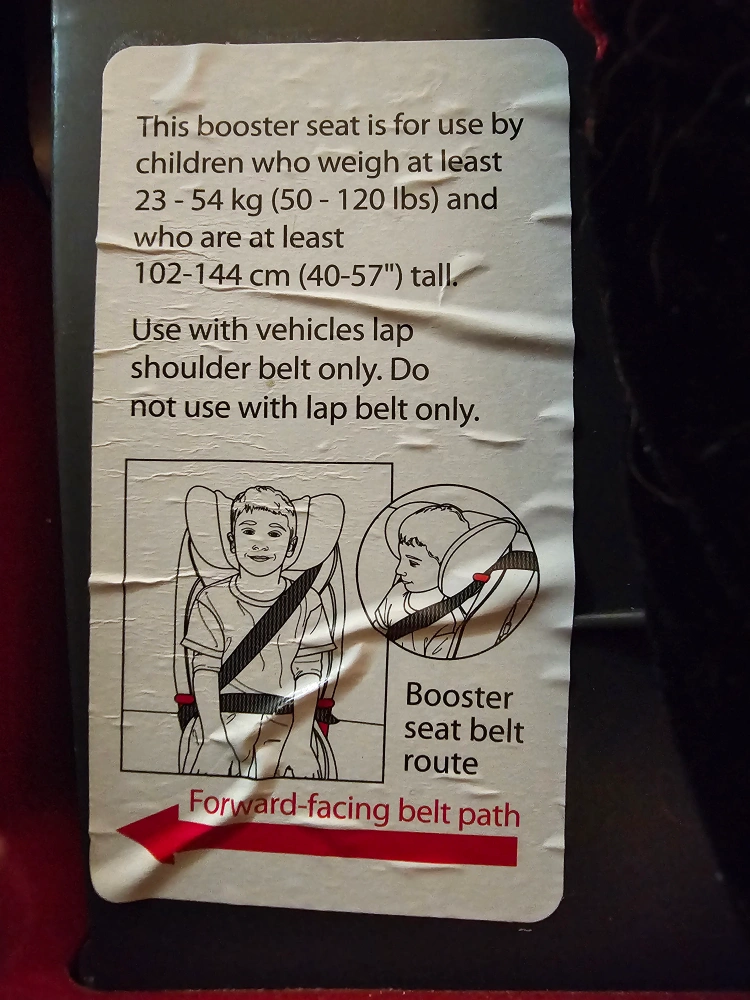 This booster seat is for use by
children who weigh at least
23 - 54 kg (50 - 120 lbs) and
who are at least
102-144 cm (40-57") tall.
Use with vehicles lap
shoulder belt only. Do
not use with lap belt only.
Booster
seat belt
route
Forward-facing belt path